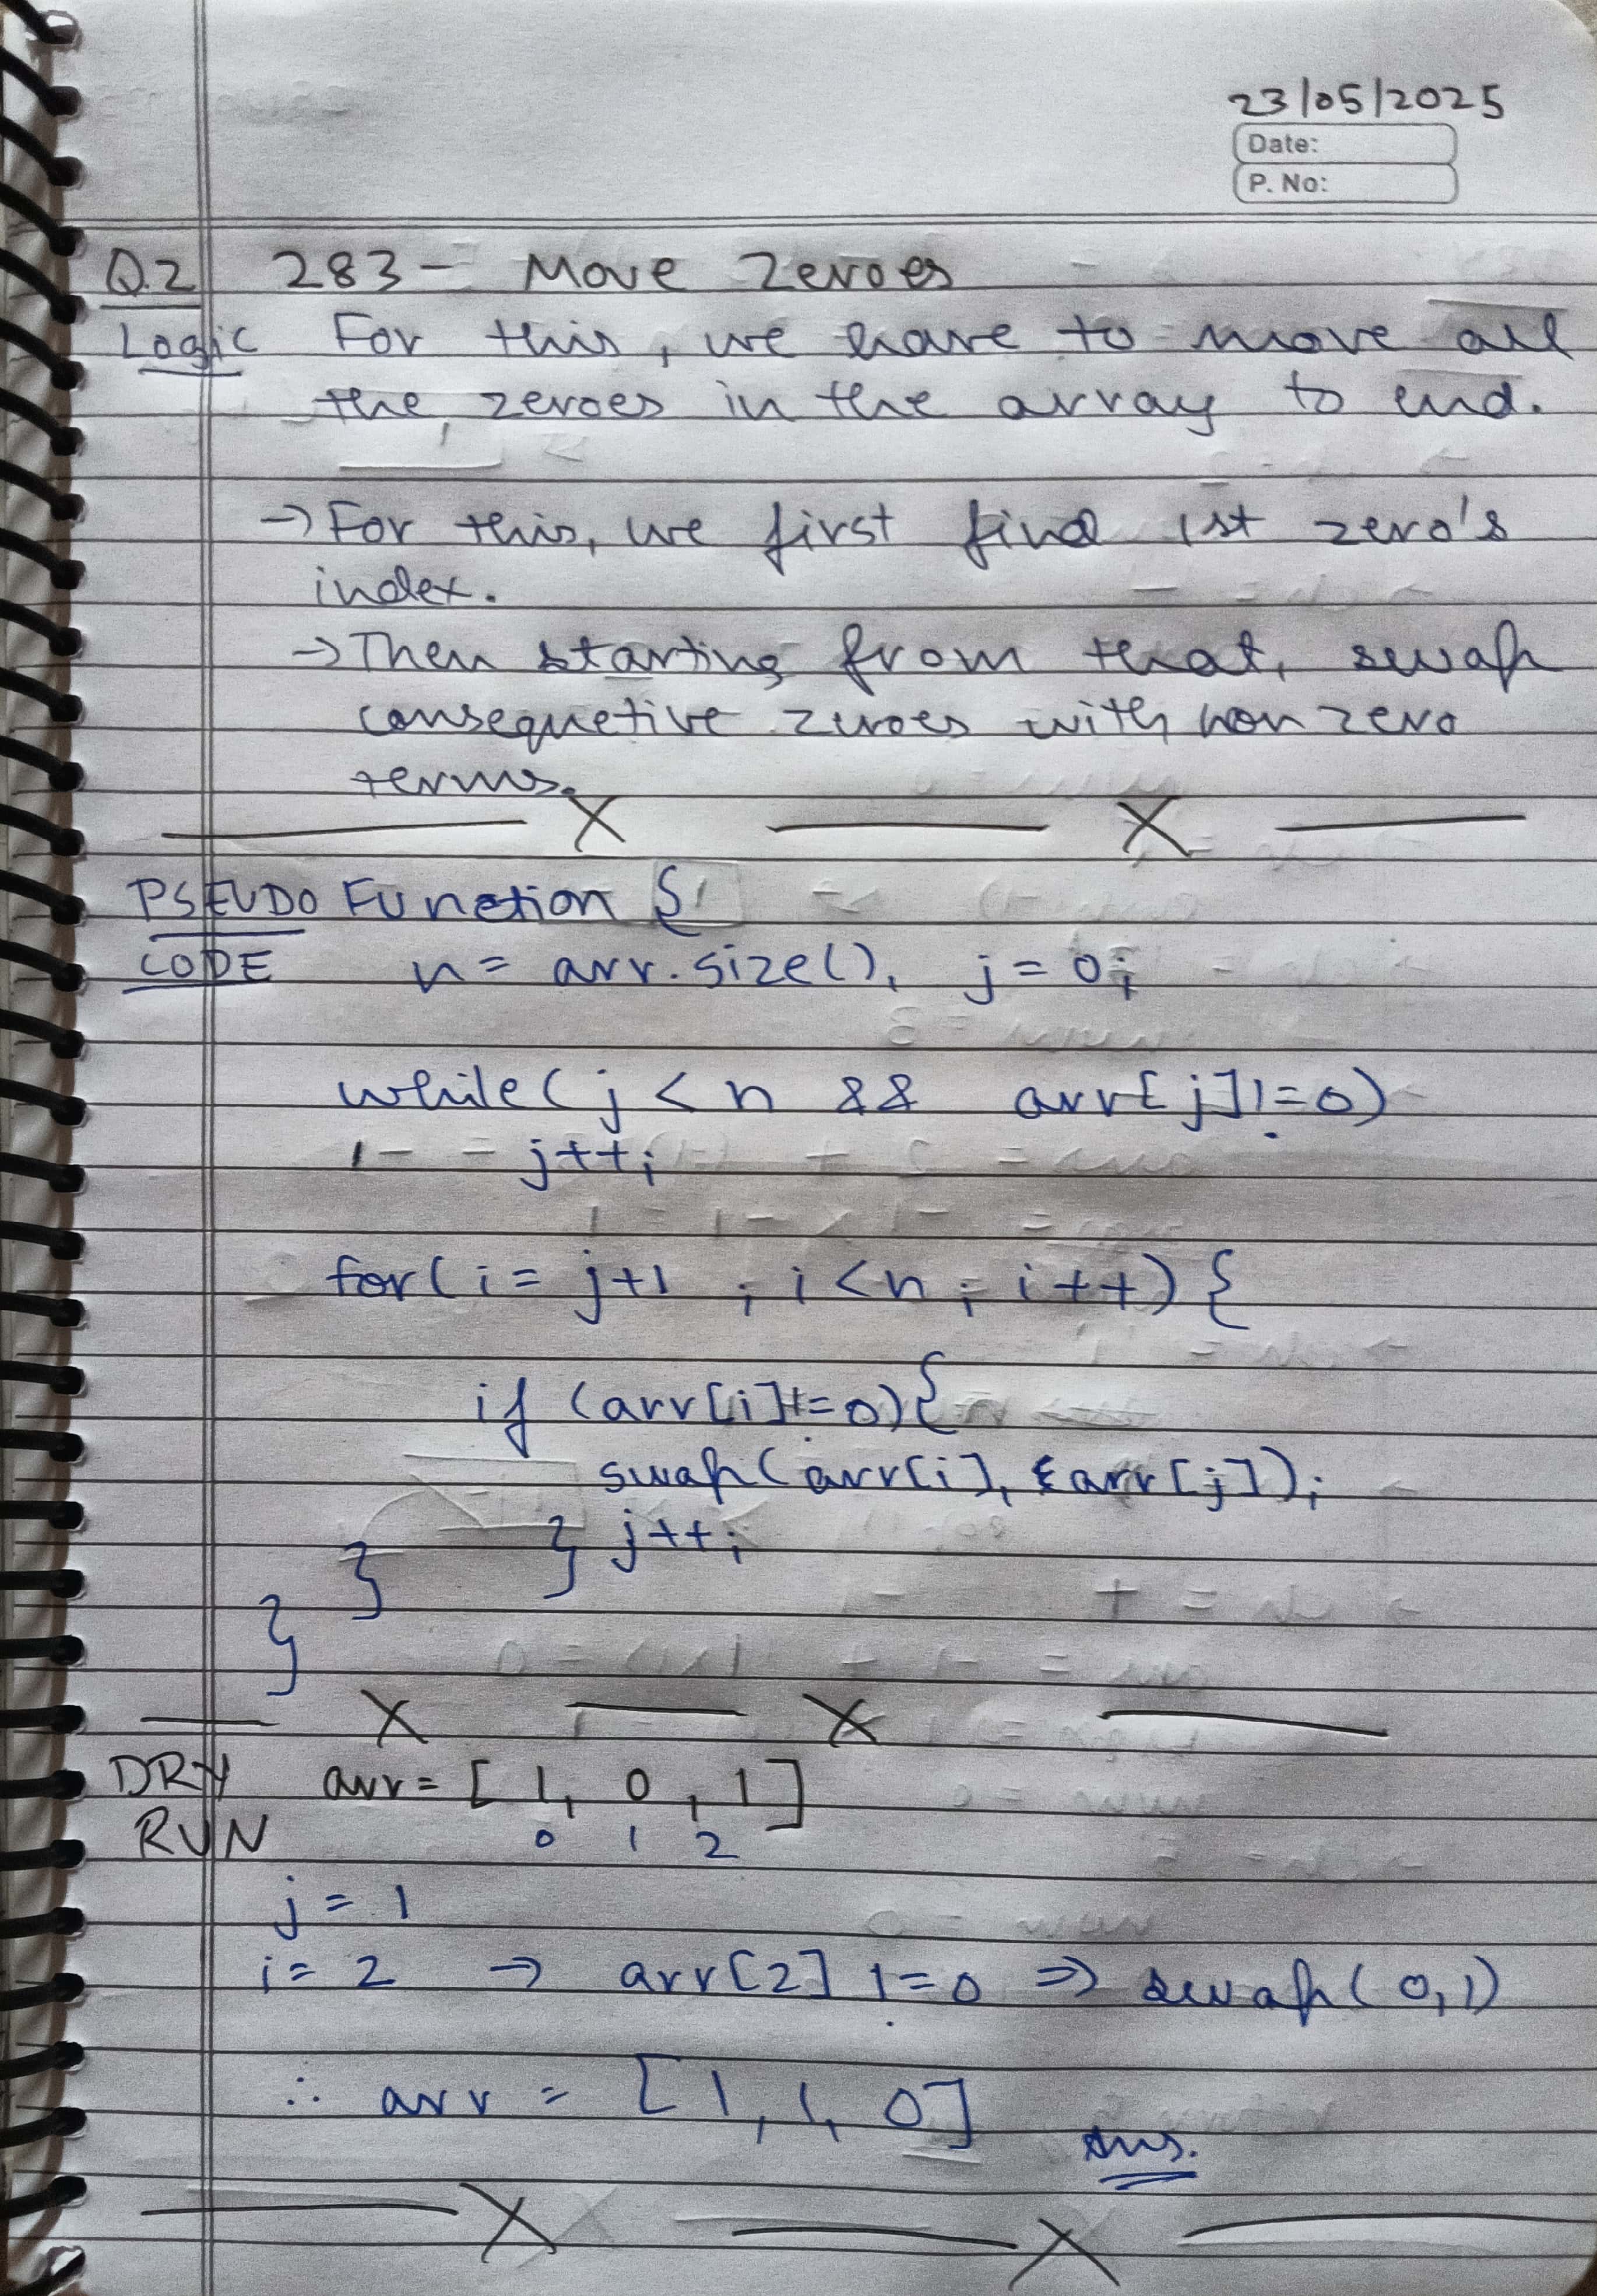 23/05/2025
Date:
P. No:
Q.2 283 - Move Zeroes
Logic For this, we have to move all
the zeroes in the array to end.
→ For this, we first find 1st zero's
index.
→ Then starting from that, swap
consequetive zeroes with non zero
terms.
X X
PSEUDO Function {
CODE n = arr.size(), j = 0;
while(j < n && arr[j]!=0)
j++;
for(i = j+1 ; i<n ; i++) {
if (arr[i]!=0){
swap(arr[i], arr[j]);
} j++;
}
}
X X
DRY arr = [ 1, 0, 1 ]
RUN 0 1 2
j = 1
i = 2 → arr[2] != 0 ⇒ swap(0,1)
∴ arr = [1, 1, 0]
Ans.
X X